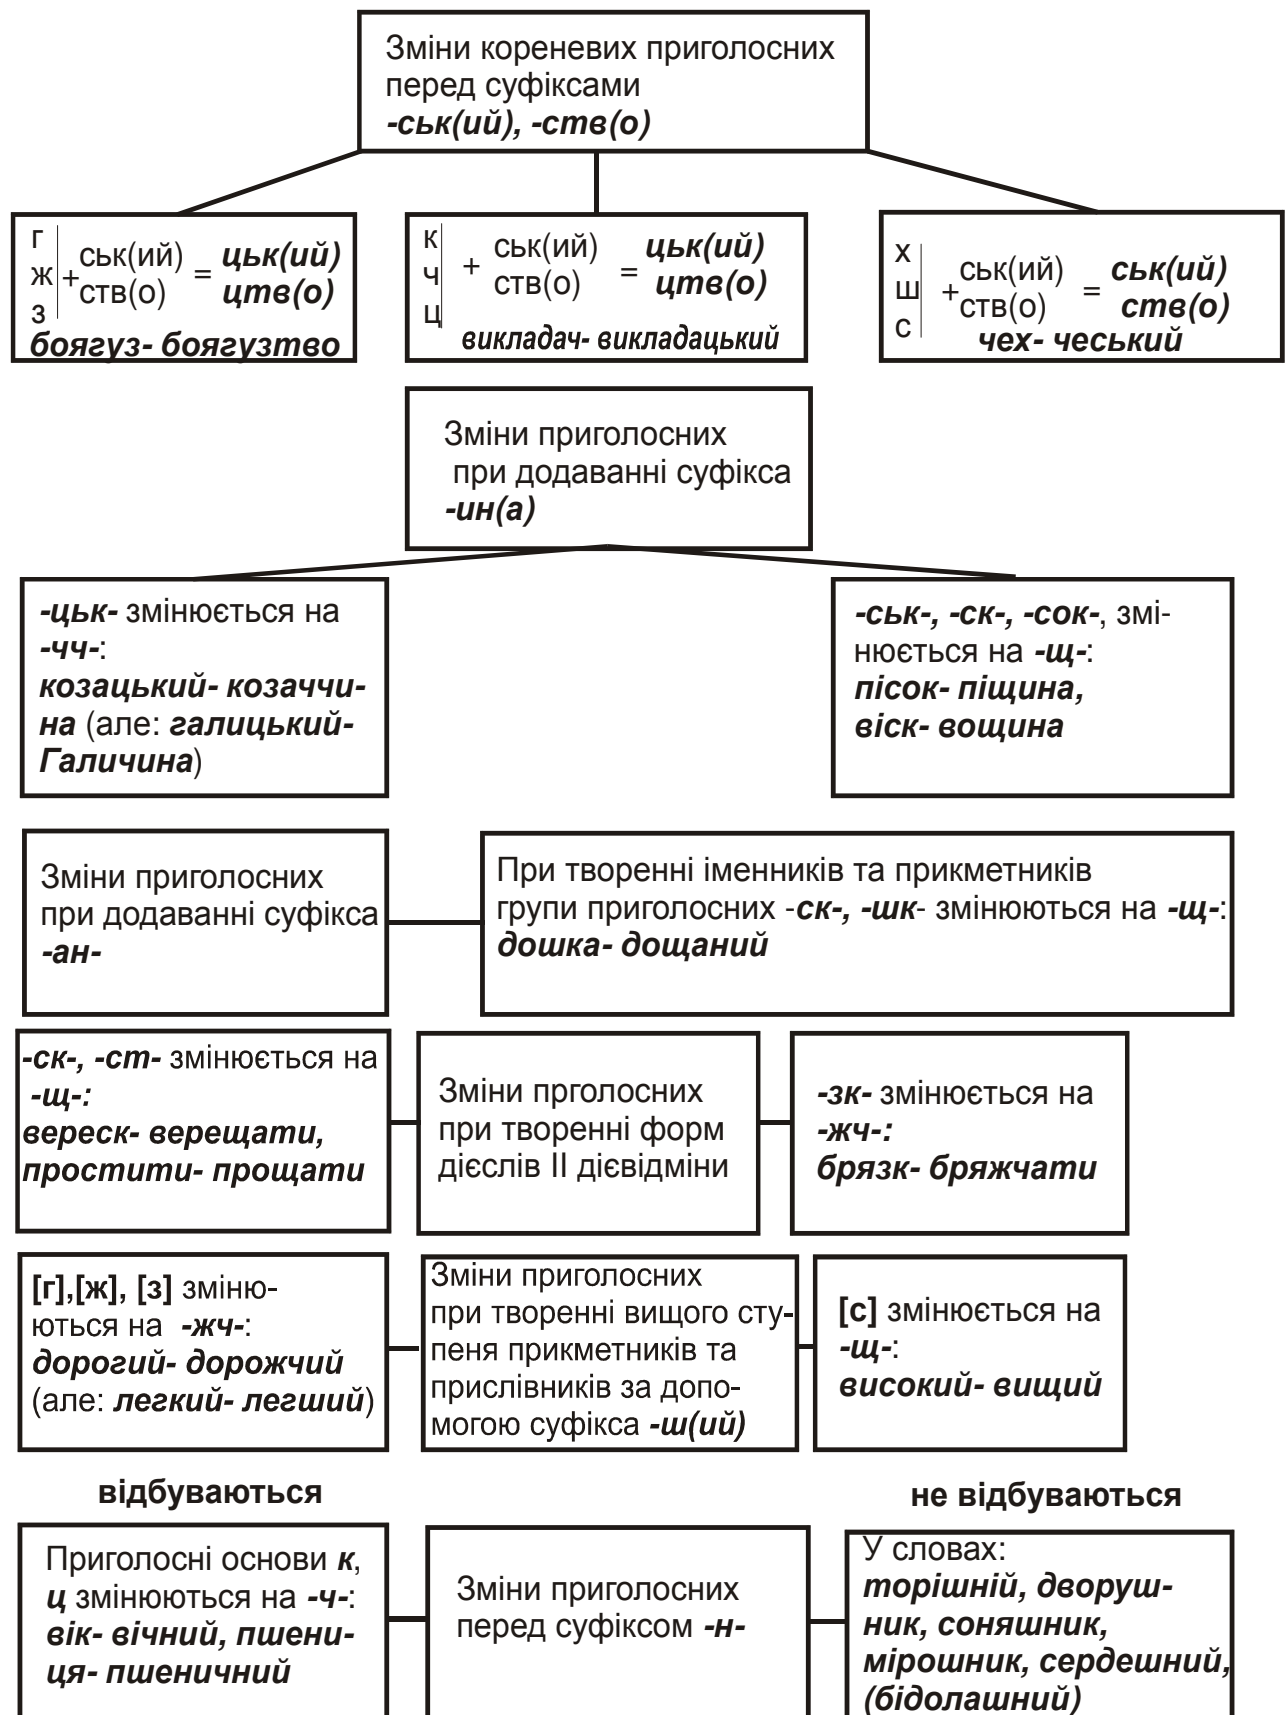 Зміни кореневих приголосних
перед суфіксами
-ськ(ий), -ств(о)
г
ж
з
+
ськ(ий)
ств(о)
=
цьк(ий)
цтв(о)
боягуз- боягузтво
к
ч
ц
+
ськ(ий)
ств(о)
=
цьк(ий)
цтв(о)
викладач- викладацький
х
ш
с
+
ськ(ий)
ств(о)
=
ськ(ий)
ств(о)
чех- чеський
Зміни приголосних
при додаванні суфікса
-ин(а)
-цьк- змінюється на
-чч-:
козацький- козаччи-
на (але: галицький-
Галичина)
-ськ-, -ск-, -сок-, змі-
нюється на -щ-:
пісок- піщина,
віск- вощина
Зміни приголосних
при додаванні суфікса
-ан-
При творенні іменників та прикметників
групи приголосних -ск-, -шк- змінюються на -щ-:
дошка- дощаний
-ск-, -ст- змінюється на
-щ-:
вереск- верещати,
простити- прощати
Зміни прголосних
при творенні форм
дієслів ІІ дієвідміни
-зк- змінюється на
-жч-:
брязк- бряжчати
[г],[ж], [з] зміню-
ються на -жч-:
дорогий- дорожчий
(але: легкий- легший)
Зміни приголосних
при творенні вищого сту-
пеня прикметників та
прислівників за допо-
могою суфікса -ш(ий)
[с] змінюється на
-щ-:
високий- вищий
відбуваються
не відбуваються
Приголосні основи к,
ц змінюються на -ч-:
вік- вічний, пшени-
ця- пшеничний
Зміни приголосних
перед суфіксом -н-
У словах:
торішній, дворуш-
ник, соняшник,
мірошник, сердешний,
(бідолашний)